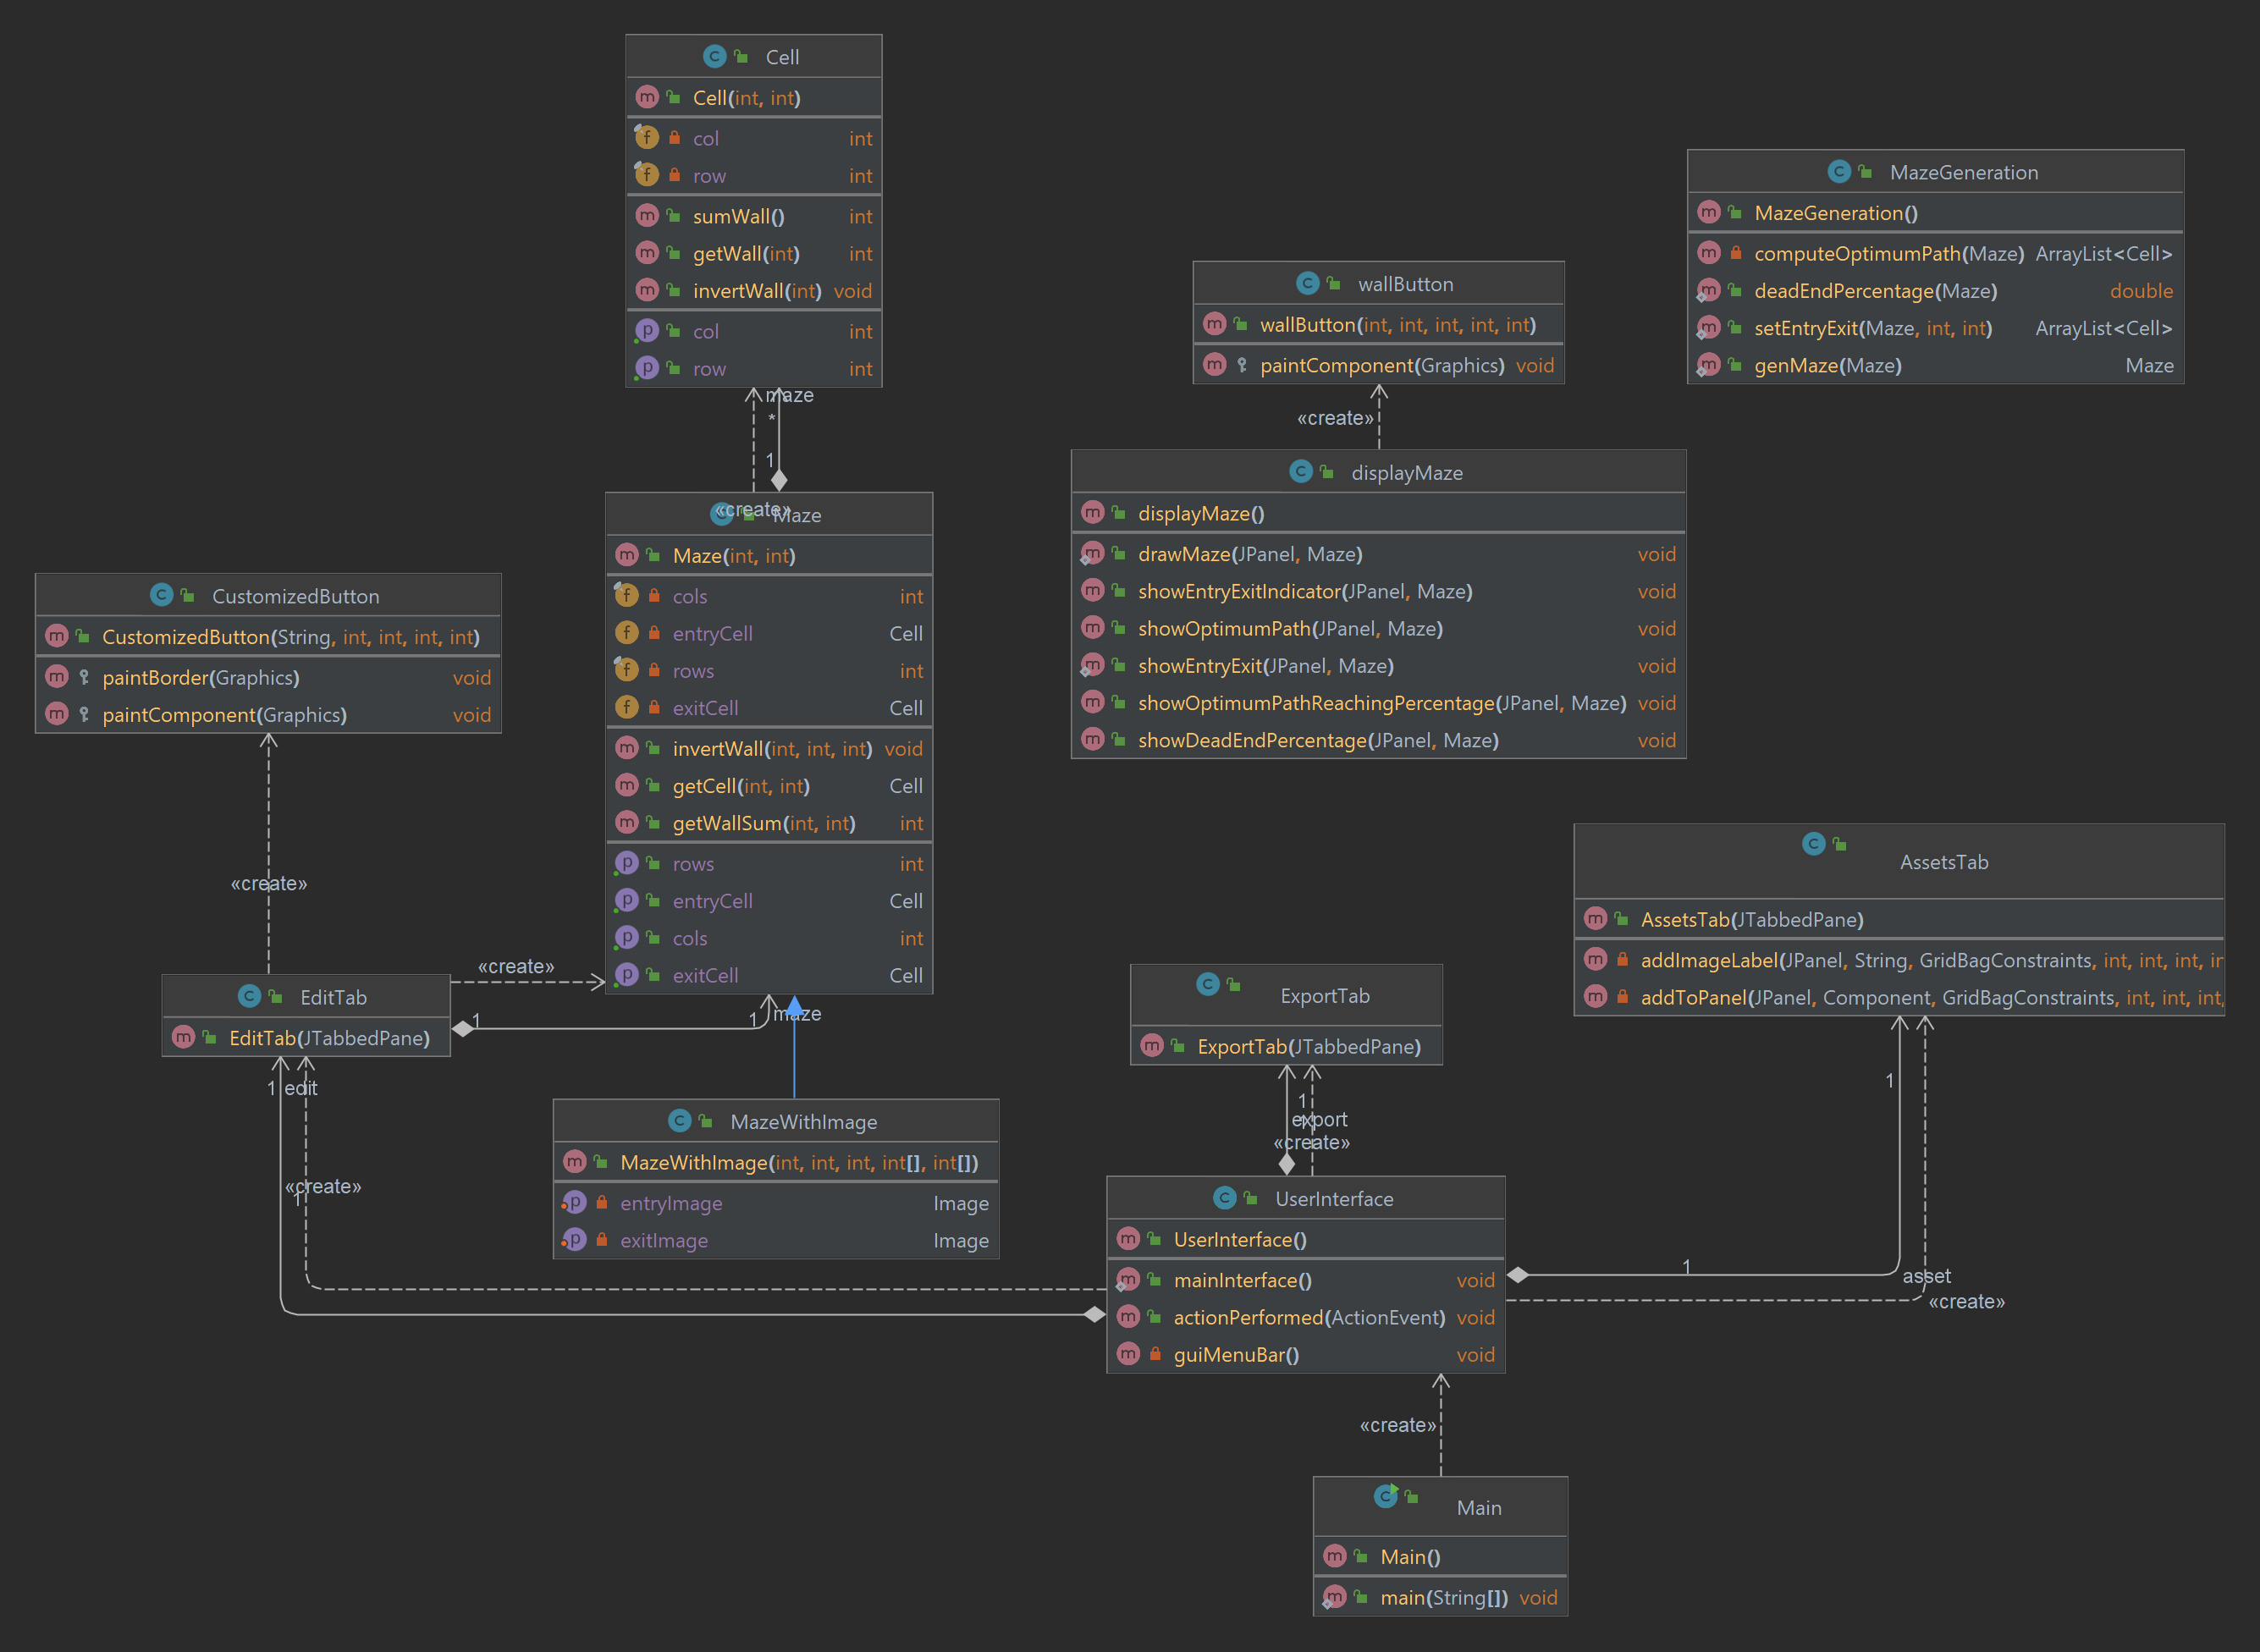 Cell
Cell(int, int)
col int
row int
sumWall() int
getWall(int) int
invertWall(int) void
col int
row int
MazeGeneration
MazeGeneration()
computeOptimumPath(Maze) ArrayList<Cell>
deadEndPercentage(Maze) double
setEntryExit(Maze, int, int) ArrayList<Cell>
genMaze(Maze) Maze
wallButton
wallButton(int, int, int, int, int)
paintComponent(Graphics) void
maze
*
1
«create»
«create»
displayMaze
displayMaze()
drawMaze(JPanel, Maze) void
showEntryExitIndicator(JPanel, Maze) void
showOptimumPath(JPanel, Maze) void
showEntryExit(JPanel, Maze) void
showOptimumPathReachingPercentage(JPanel, Maze) void
showDeadEndPercentage(JPanel, Maze) void
Maze
Maze(int, int)
cols int
entryCell Cell
rows int
exitCell Cell
invertWall(int, int, int) void
getCell(int, int) Cell
getWallSum(int, int) int
rows int
entryCell Cell
cols int
exitCell Cell
CustomizedButton
CustomizedButton(String, int, int, int, int)
paintBorder(Graphics) void
paintComponent(Graphics) void
«create»
«create»
EditTab
EditTab(JTabbedPane)
1
1
maze
AssetsTab
AssetsTab(JTabbedPane)
addImageLabel(JPanel, String, GridBagConstraints, int, int, int, in
addToPanel(JPanel, Component, GridBagConstraints, int, int, int,
ExportTab
ExportTab(JTabbedPane)
1 edit
«create»
1
MazeWithImage
MazeWithImage(int, int, int, int[], int[])
entryImage Image
exitImage Image
1
export
1
«create»
1
UserInterface
UserInterface()
mainInterface() void
actionPerformed(ActionEvent) void
guiMenuBar() void
1
asset
«create»
«create»
Main
Main()
main(String[]) void